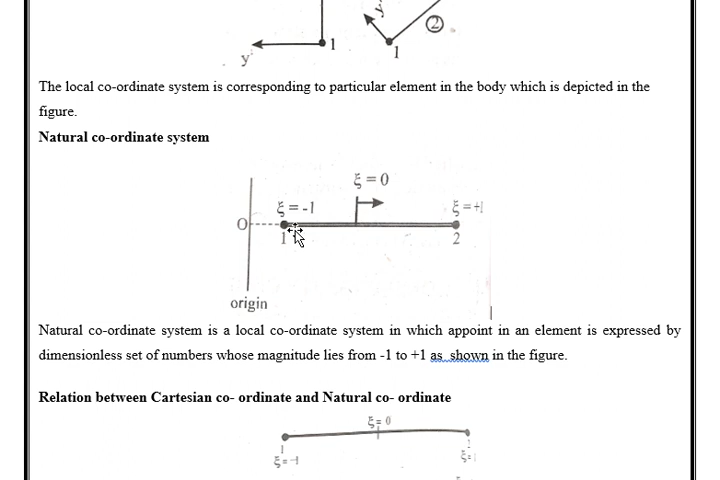 y
②
y
1
1
The local co-ordinate system is corresponding to particular element in the body which is depicted in the
figure.
Natural co-ordinate system
ξ = 0
ξ = -1
ξ = +1
O
1
2
origin
Natural co-ordinate system is a local co-ordinate system in which appoint in an element is expressed by
dimensionless set of numbers whose magnitude lies from -1 to +1 as shown in the figure.
Relation between Cartesian co- ordinate and Natural co- ordinate
ξ= 0
1
ξ= -1
ξ=